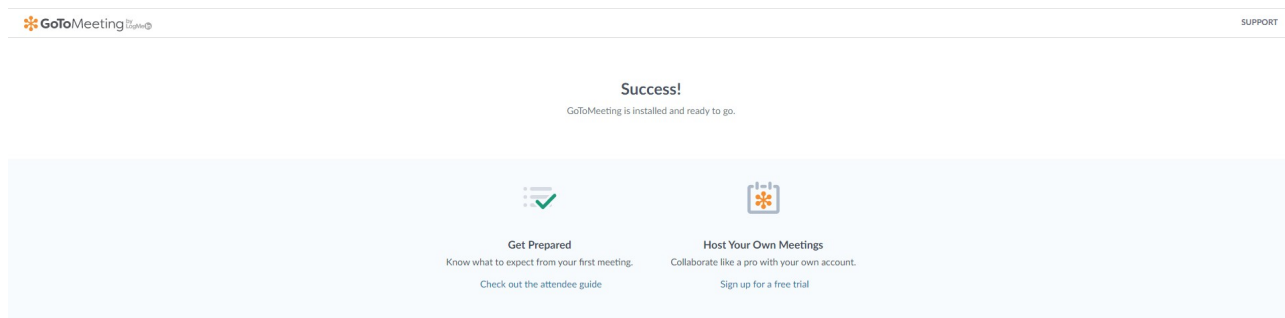 GoToMeeting by LogMeIn
SUPPORT
Success!
GoToMeeting is installed and ready to go.
Get Prepared
Know what to expect from your first meeting.
Check out the attendee guide
Host Your Own Meetings
Collaborate like a pro with your own account.
Sign up for a free trial